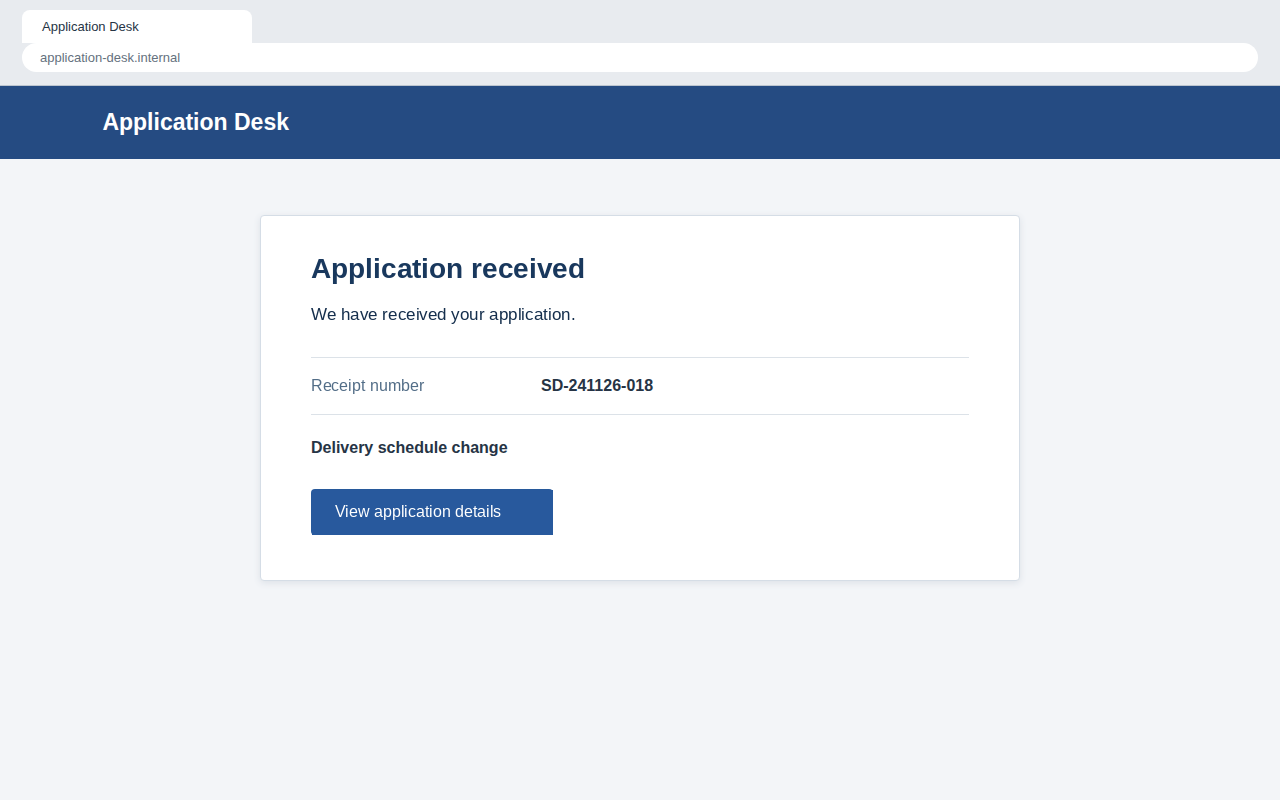 Application Desk
application-desk.internal
Application Desk
Application received
We have received your application.
Receipt number SD-241126-018
Delivery schedule change
View application details